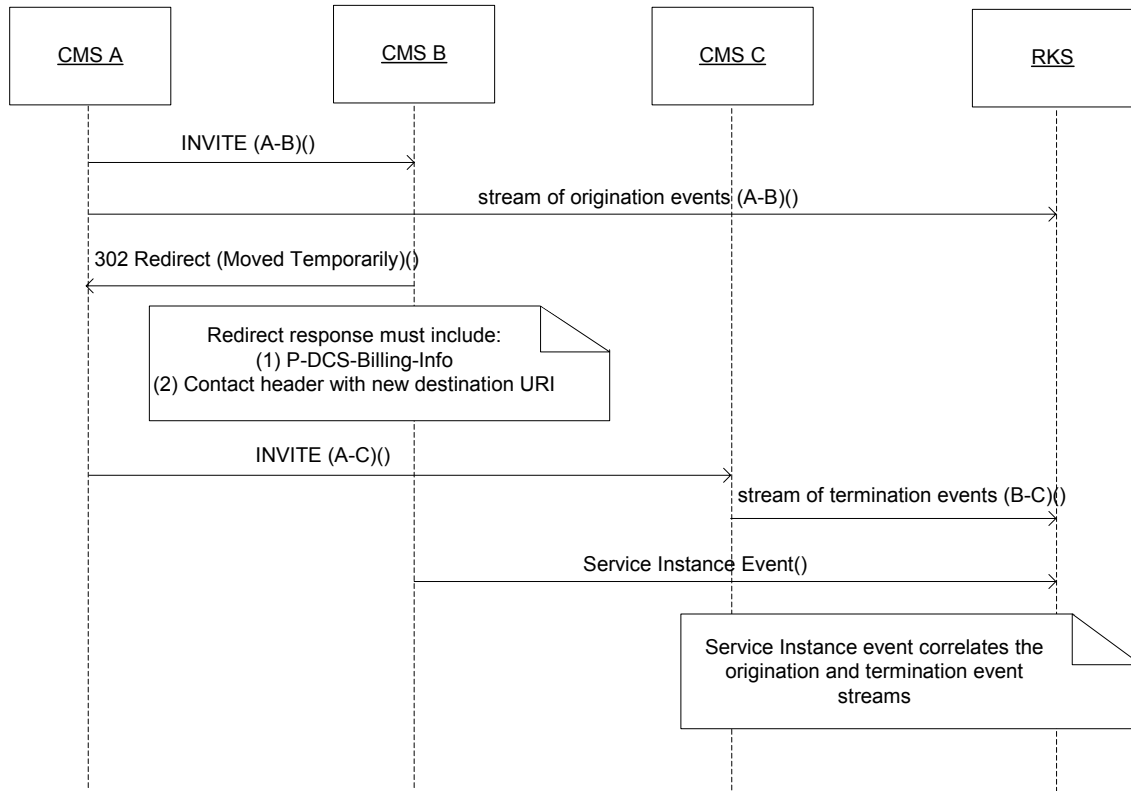 CMS A
CMS B
CMS C
RKS
INVITE (A-B)()
stream of origination events (A-B)()
302 Redirect (Moved Temporarily)()
Redirect response must include:
(1) P-DCS-Billing-Info
(2) Contact header with new destination URI
INVITE (A-C)()
stream of termination events (B-C)()
Service Instance Event()
Service Instance event correlates the
origination and termination event
streams